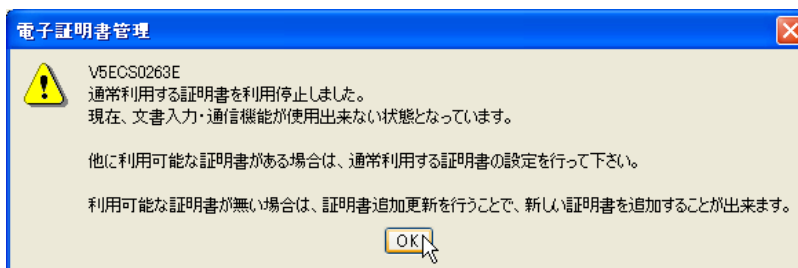 電子証明書管理
V5ECS0263E
通常利用する証明書を利用停止しました。
現在、文書入力・通信機能が使用出来ない状態となっています。
他に利用可能な証明書がある場合は、通常利用する証明書の設定を行って下さい。
利用可能な証明書が無い場合は、証明書追加更新を行うことで、新しい証明書を追加することが出来ます。
OK